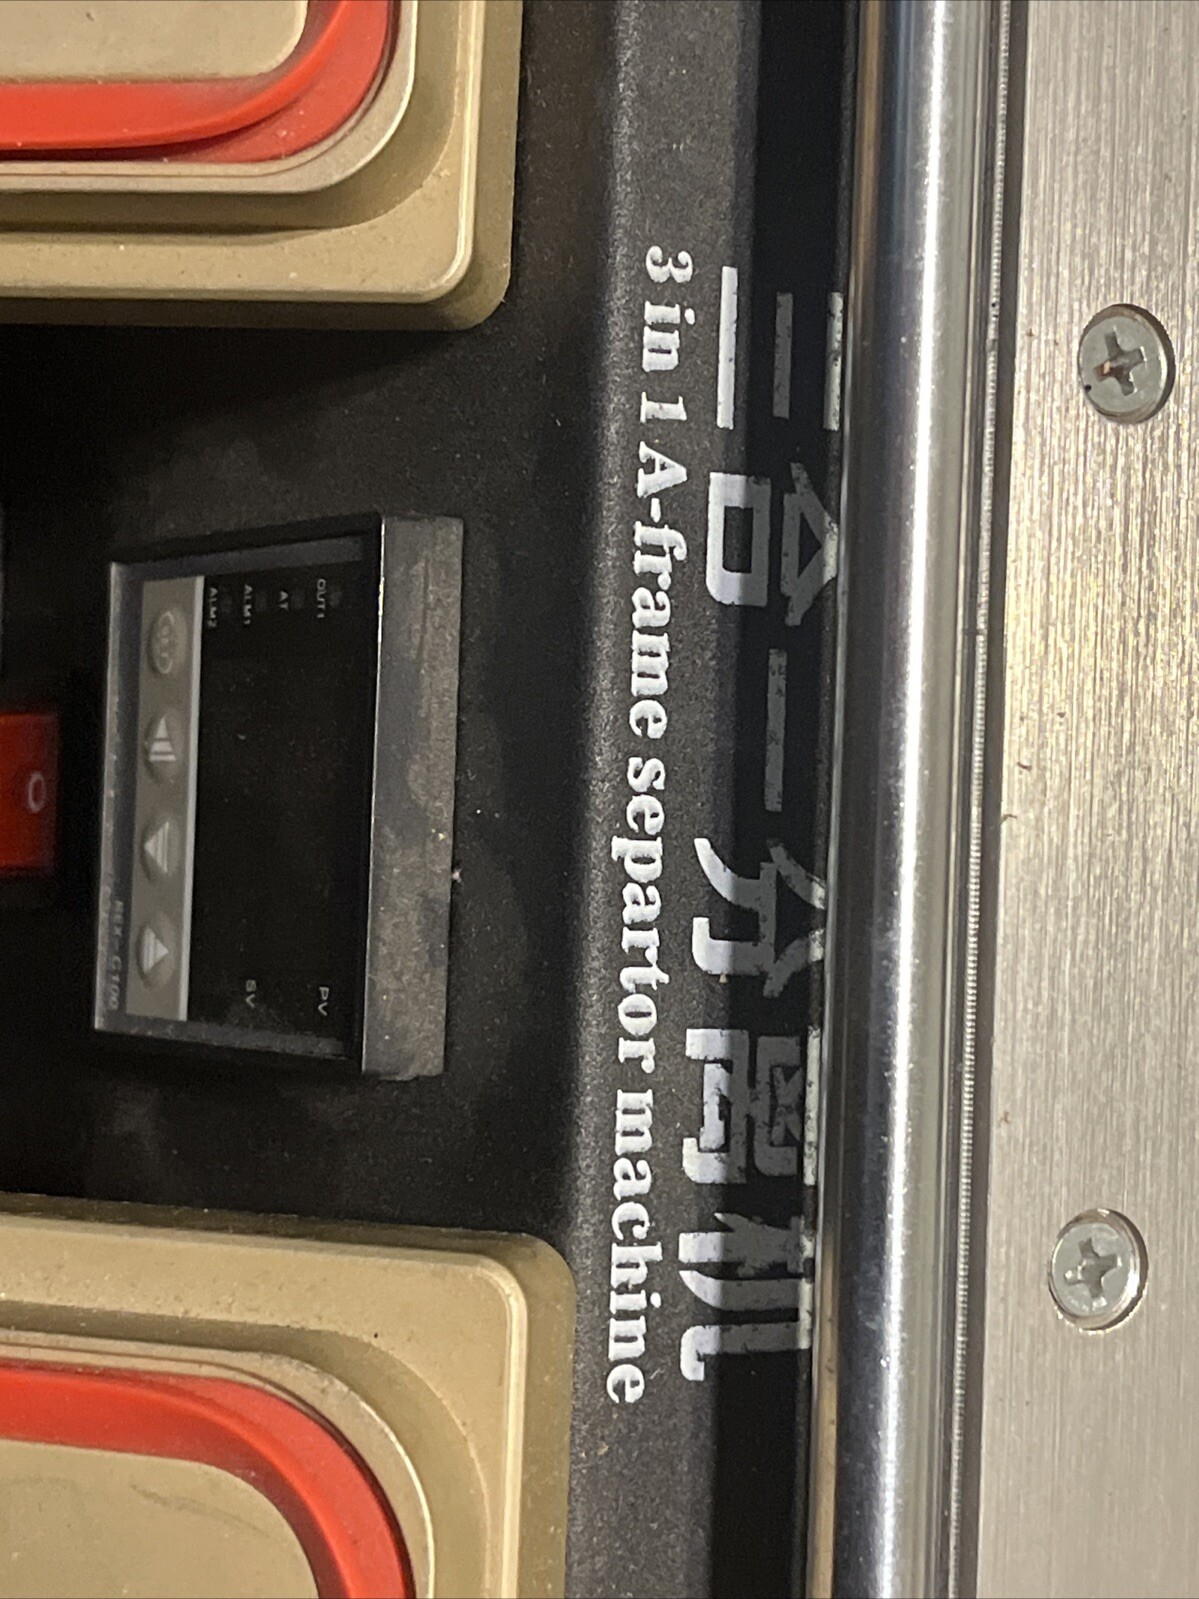 三合一分离机
3 in 1 A-frame separtor machine
OUT1
AT
ALM1
ALM2
PV
SV
REX-C100